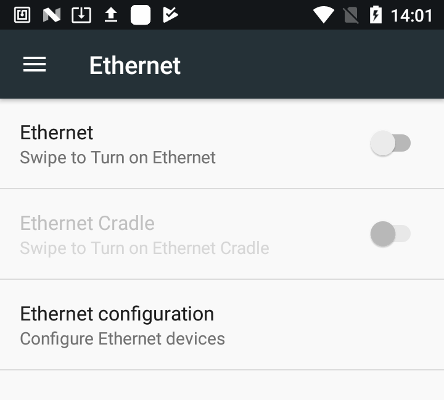 14:01
Ethernet
Ethernet
Swipe to Turn on Ethernet
Ethernet Cradle
Swipe to Turn on Ethernet Cradle
Ethernet configuration
Configure Ethernet devices